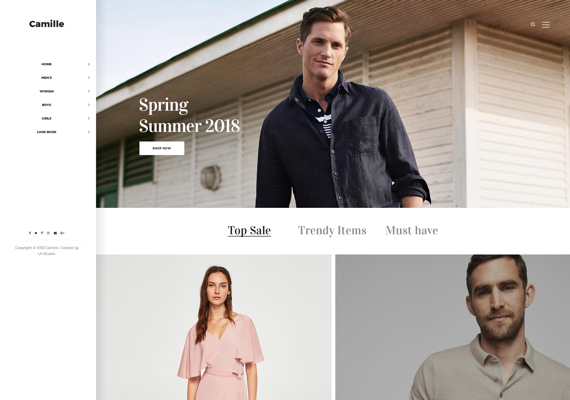 Camille
HOME
MEN'S
WOMAN
BOYS
GIRLS
LOOK BOOK
Copyright © 2018 Camille. Created by
LA-Studio.
Spring
Summer 2018
SHOP NOW
Top Sale
Trendy Items
Must have